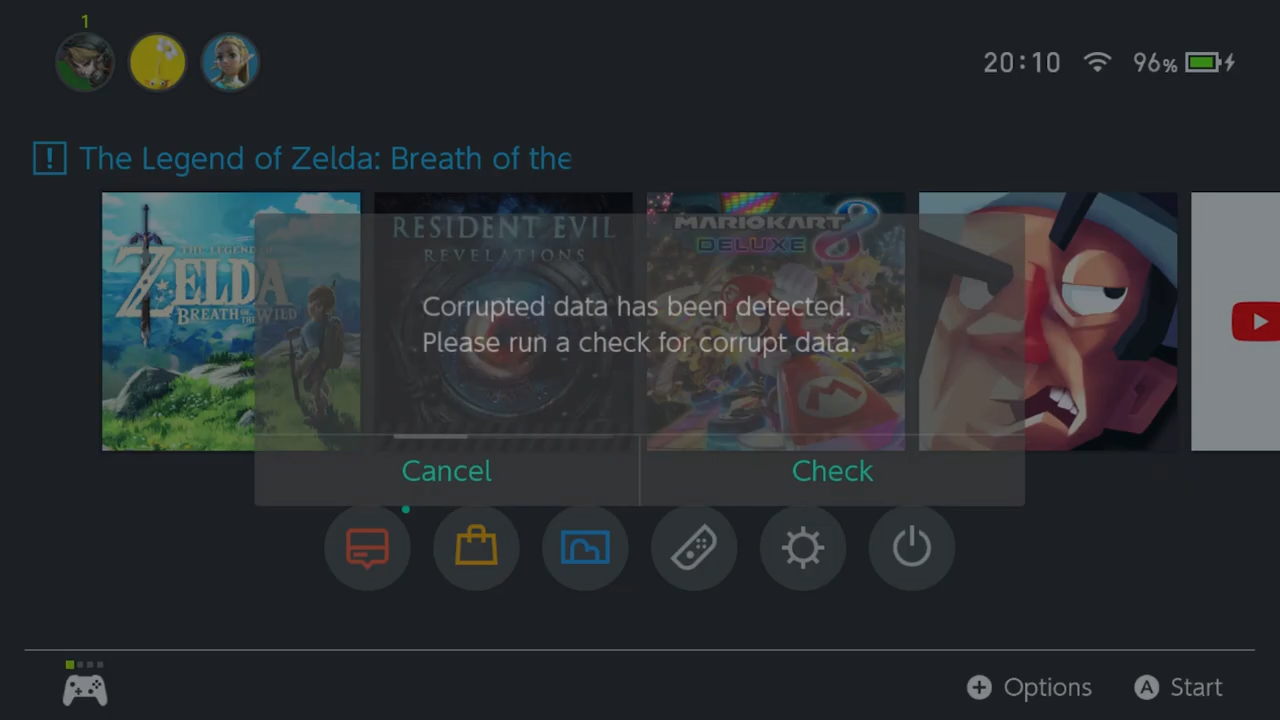 1
20:10 96%
! The Legend of Zelda: Breath of the
THE LEGEND OF
ZELDA
BREATH OF THE WILD
RESIDENT EVIL
REVELATIONS
MARIOKART 8
DELUXE
Corrupted data has been detected.
Please run a check for corrupt data.
Cancel Check
+ Options A Start